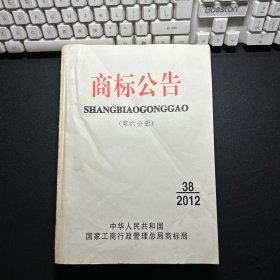 Bosston
商标公告
SHANGBIAOGONGGAO
(第六分册)
38
2012
中华人民共和国
国家工商行政管理总局商标局